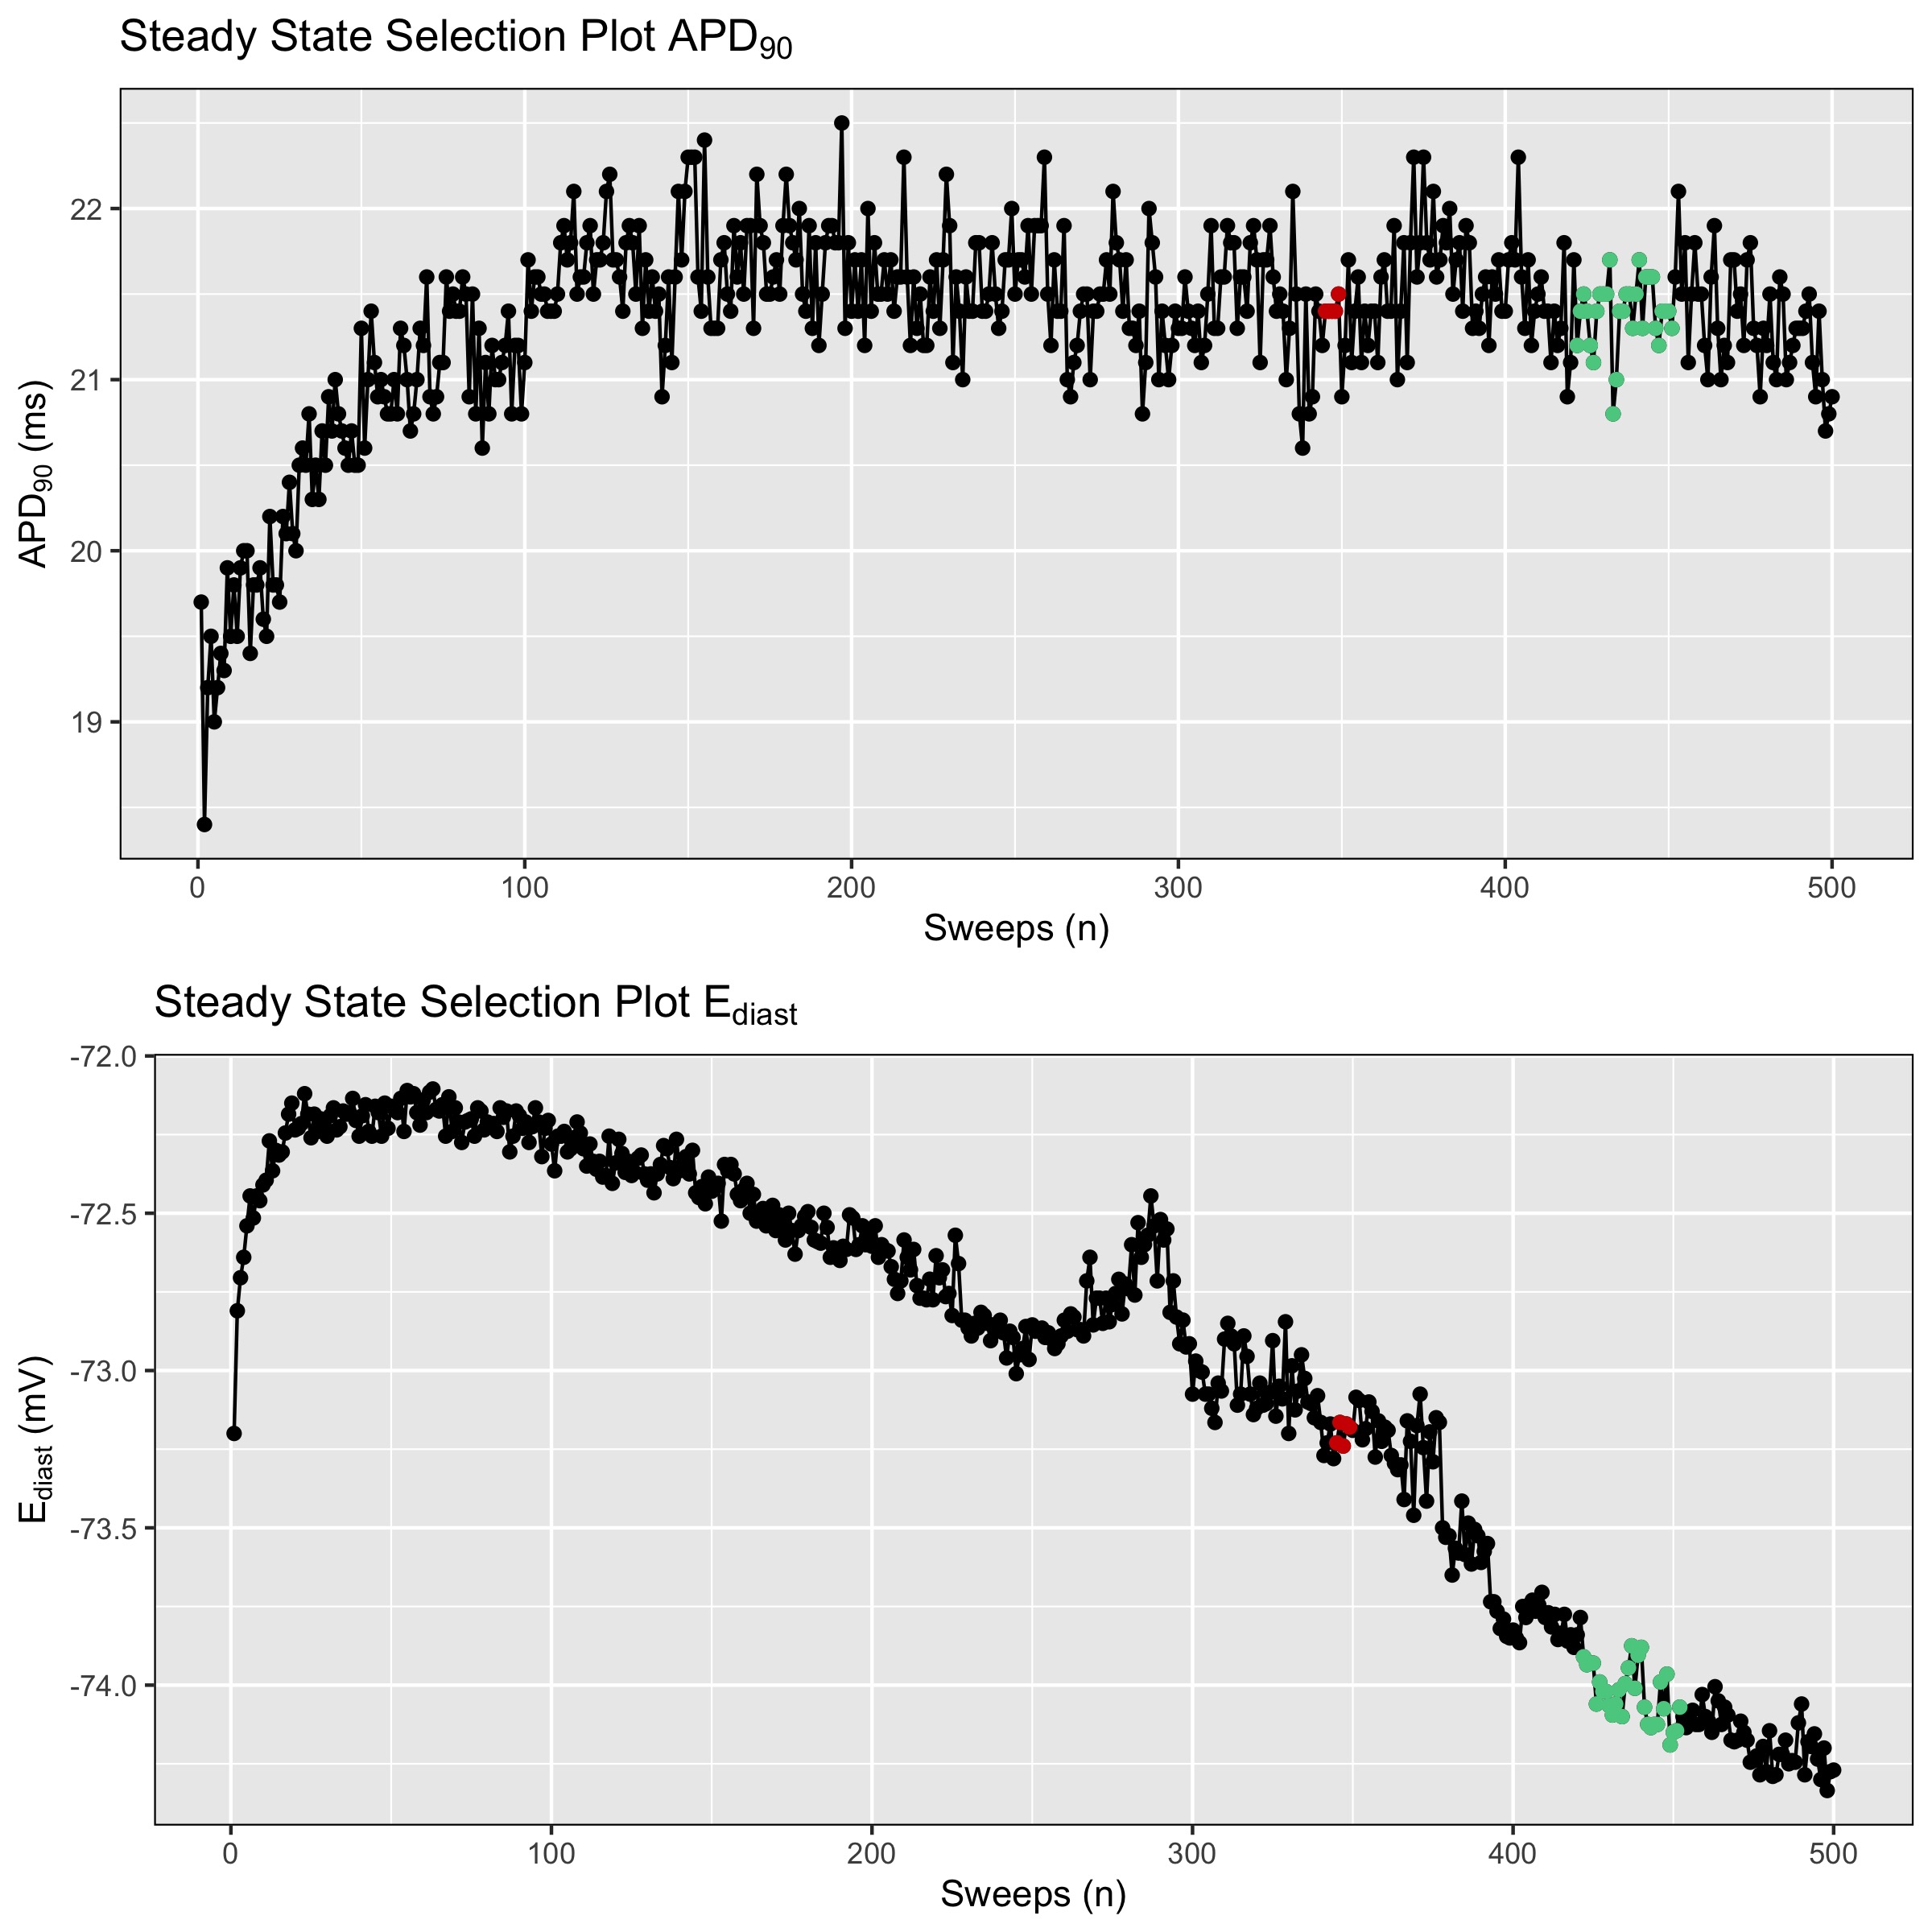 Steady State Selection Plot APD90
22
21
20
19
APD90 (ms)
0 100 200 300 400 500
Sweeps (n)
Steady State Selection Plot Ediast
-72.0
-72.5
-73.0
-73.5
-74.0
Ediast (mV)
0 100 200 300 400 500
Sweeps (n)